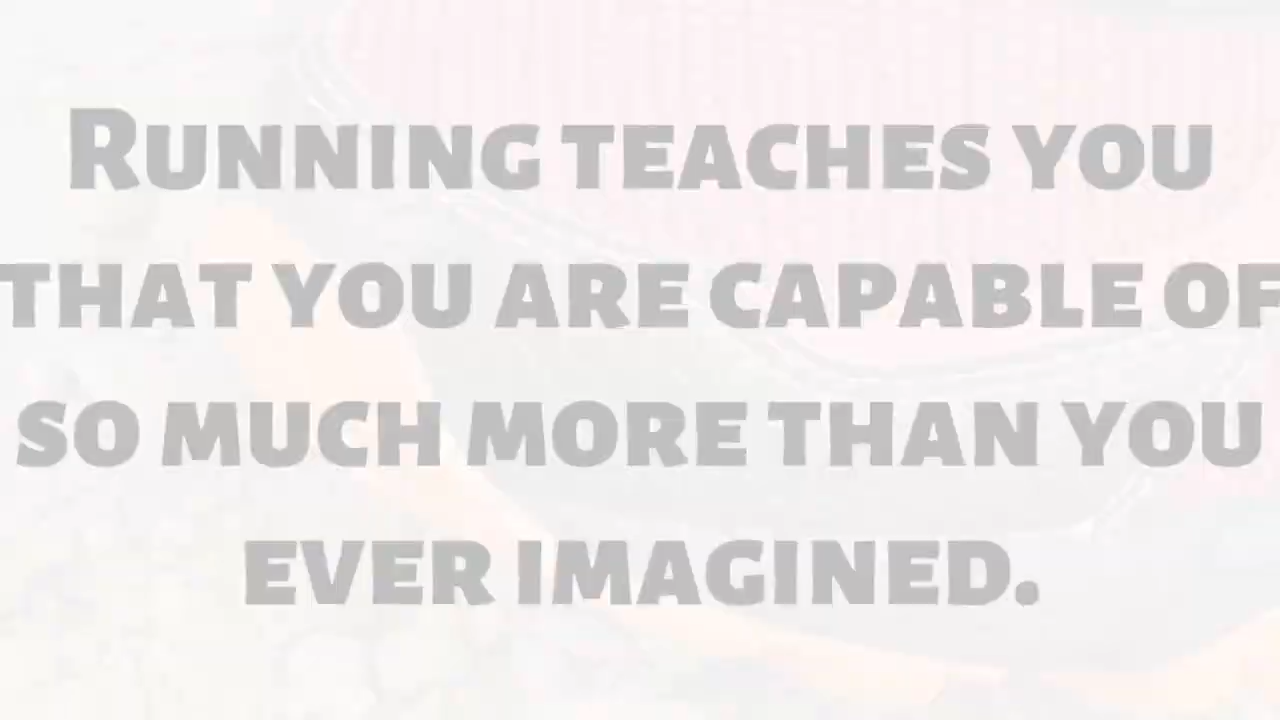 Running teaches you
that you are capable of
so much more than you
ever imagined.